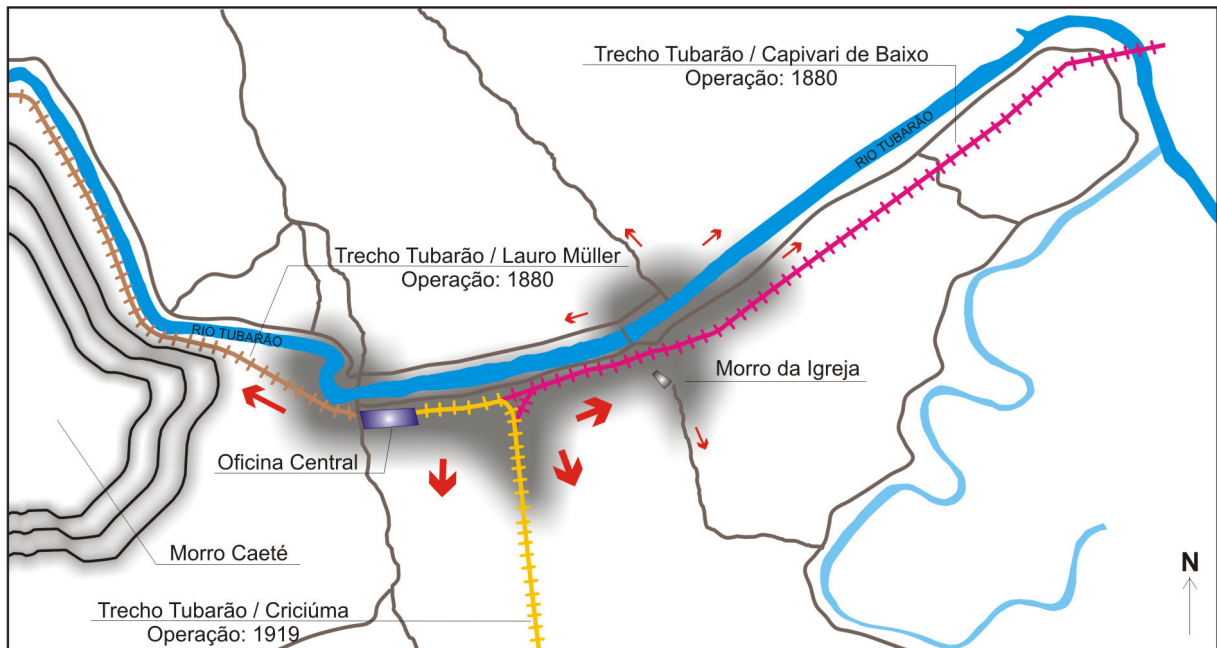 Trecho Tubarão / Capivari de Baixo
Operação: 1880
RIO TUBARÃO
Trecho Tubarão / Lauro Müller
Operação: 1880
RIO TUBARÃO
Morro da Igreja
Oficina Central
Morro Caeté
N
Trecho Tubarão / Criciúma
Operação: 1919